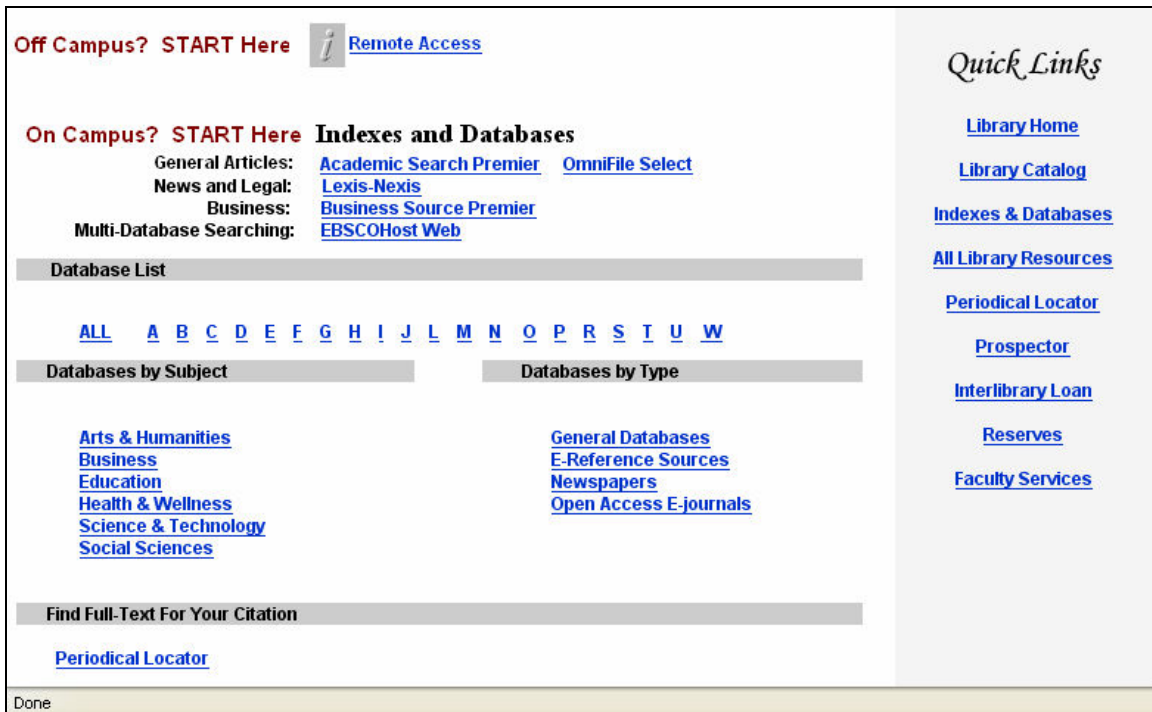 Off Campus? START Here i Remote Access
On Campus? START Here Indexes and Databases
General Articles: Academic Search Premier OmniFile Select
News and Legal: Lexis-Nexis
Business: Business Source Premier
Multi-Database Searching: EBSCOHost Web
Database List
ALL A B C D E F G H I J L M N O P R S T U W
Databases by Subject Databases by Type
Arts & Humanities General Databases
Business E-Reference Sources
Education Newspapers
Health & Wellness Open Access E-journals
Science & Technology
Social Sciences
Find Full-Text For Your Citation
Periodical Locator
Quick Links
Library Home
Library Catalog
Indexes & Databases
All Library Resources
Periodical Locator
Prospector
Interlibrary Loan
Reserves
Faculty Services
Done